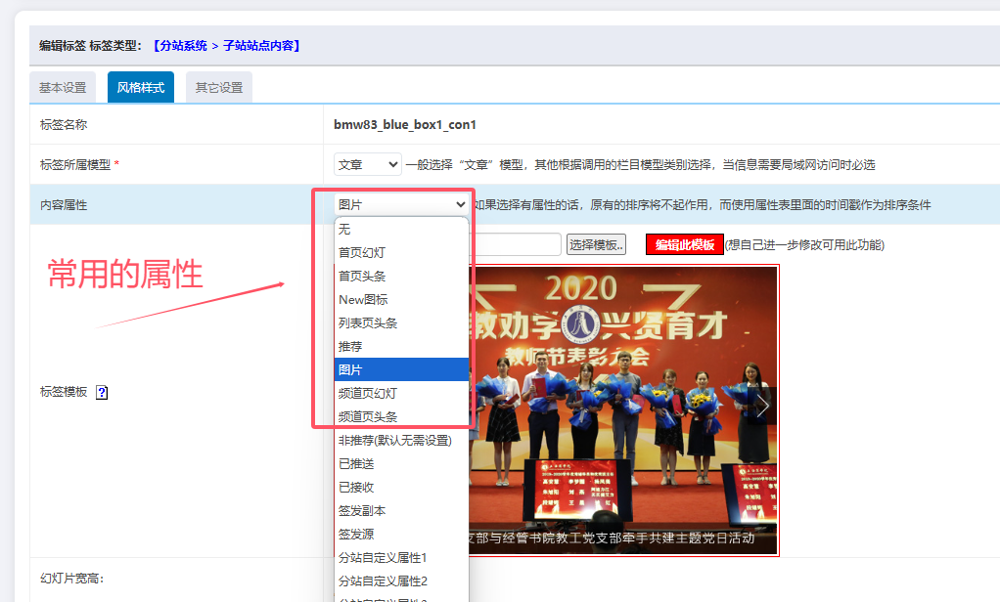 编辑标签 标签类型：【分站系统 > 子站站点内容】
基本设置 风格样式 其它设置
标签名称 bmw83_blue_box1_con1
标签所属模型 * 文章 一般选择“文章”模型，其他根据调用的栏目模型类别选择，当信息需要局域网访问时必选
内容属性 图片 如果选择有属性的话，原有的排序将不起作用，而使用属性表里面的时间戳作为排序条件
无
选择模板.. 编辑此模板 (想自己进一步修改可用此功能)
首页幻灯
常用的属性
首页头条
New图标
列表页头条
推荐
图片
频道页幻灯
标签模板 ?
频道页头条
非推荐(默认无需设置)
已推送
已接收
签发副本
签发源
分站自定义属性1
幻灯片宽高：
分站自定义属性2
2020
教劝学 兴贤育才
教师节表彰大会
支部与经管书院教工党支部牵手共建主题党日活动